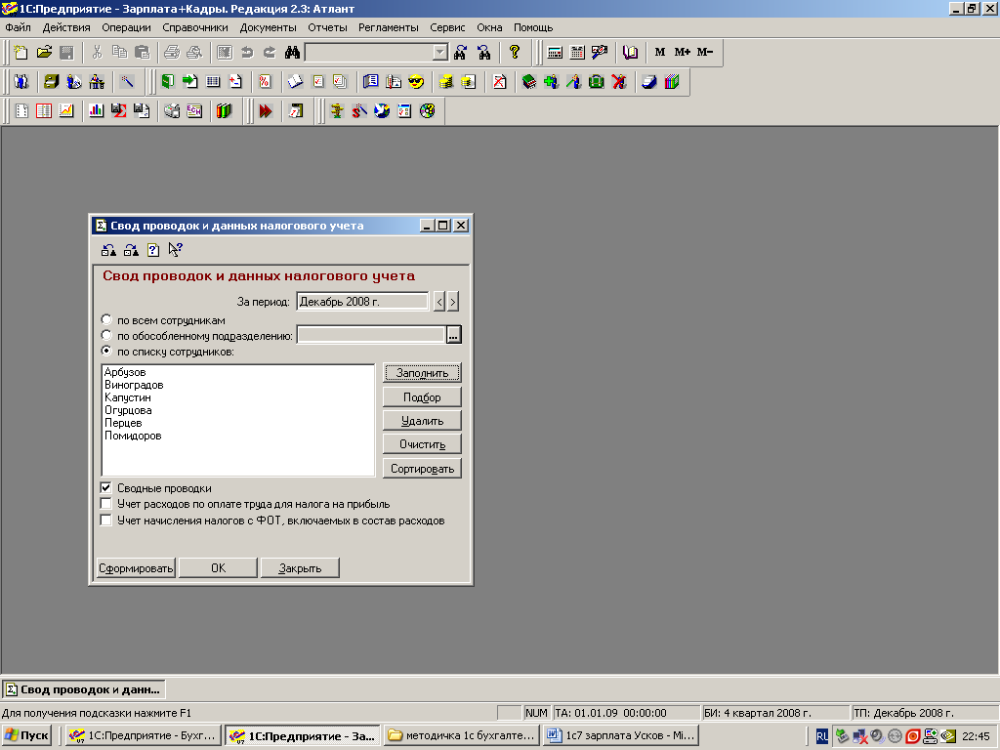 1С:Предприятие - Зарплата+Кадры. Редакция 2.3: Атлант
Файл Действия Операции Справочники Документы Отчеты Регламенты Сервис Окна Помощь
M M+ M-
Свод проводок и данных налогового учета
Свод проводок и данных налогового учета
За период: Декабрь 2008 г. < >
по всем сотрудникам
по обособленному подразделению: ...
по списку сотрудников:
Арбузов
Виноградов
Капустин
Огурцова
Перцев
Помидоров
Заполнить
Подбор
Удалить
Очистить
Сортировать
Сводные проводки
Учет расходов по оплате труда для налога на прибыль
Учет начисления налогов с ФОТ, включаемых в состав расходов
Сформировать OK Закрыть
Свод проводок и данн...
Для получения подсказки нажмите F1 NUM ТА: 01.01.09 00:00:00 БИ: 4 квартал 2008 г. ТП: Декабрь 2008 г.
Пуск 1С:Предприятие - Бухг... 1С:Предприятие - За... методичка 1с бухгалте... 1с7 зарплата Усков - Mi... RU 22:45